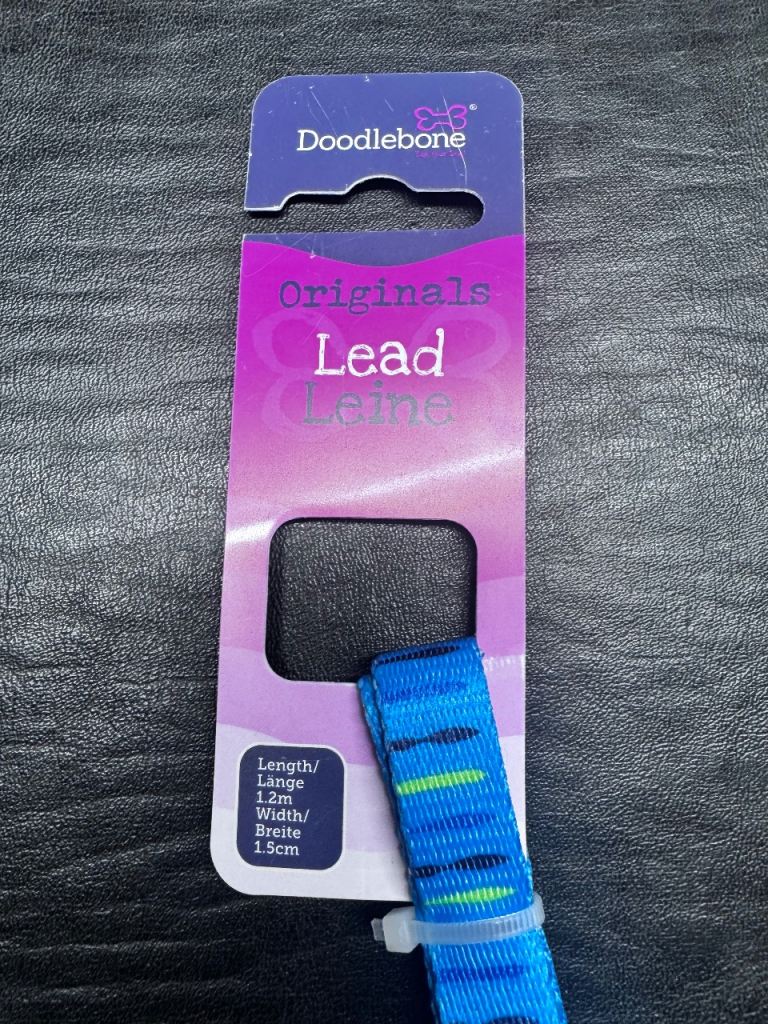 Doodlebone®
Originals
Lead
Leine
Length/
Länge
1.2m
Width/
Breite
1.5cm